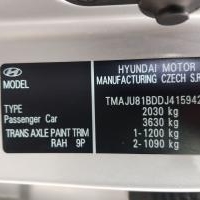 HYUNDAI MOTOR
MANUFACTURING CZECH S.R
MODEL
TMAJU81BDDJ415942
2030 kg
TYPE
3630 kg
Passenger Car
1-1200 kg
TRANS AXLE PAINT TRIM
2-1090 kg
RAH 9P